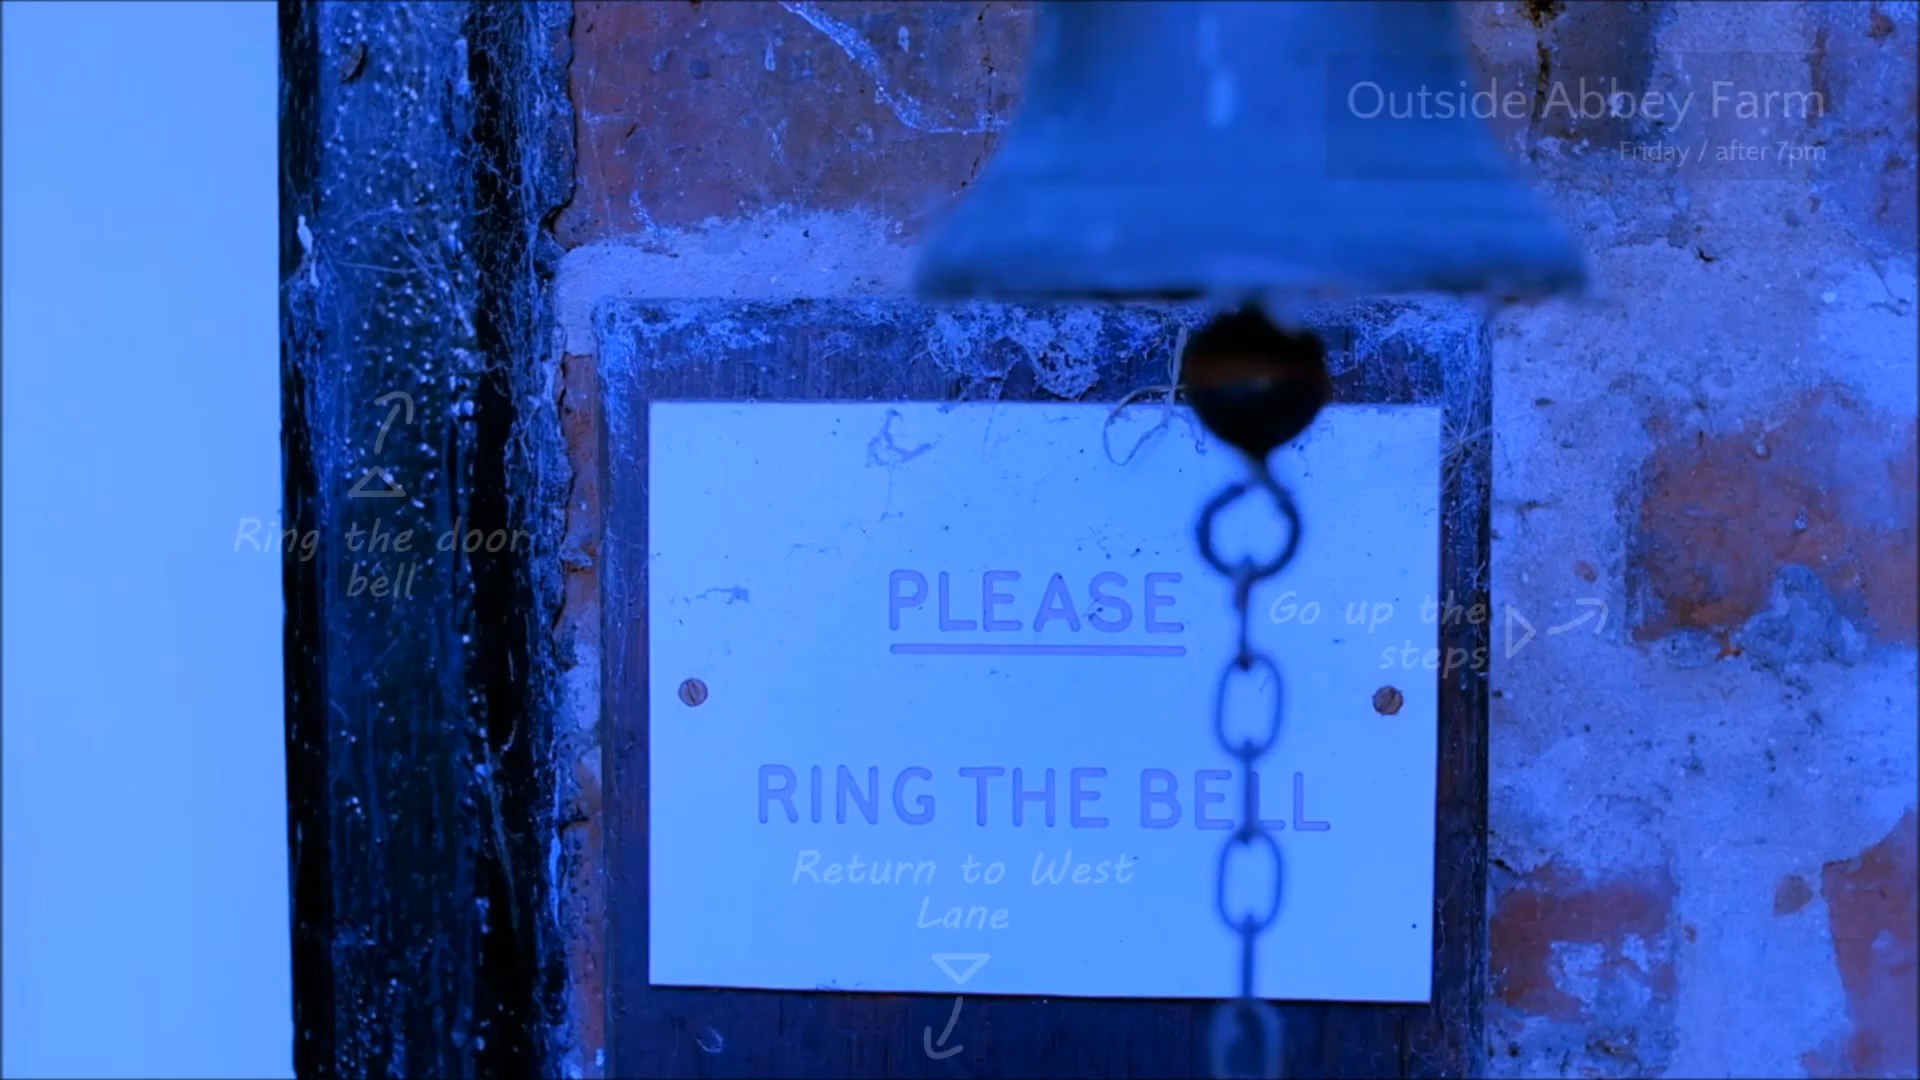 Outside Abbey Farm
Friday / after 7pm
Ring the door
bell
PLEASE
Go up the
steps
RING THE BELL
Return to West
Lane